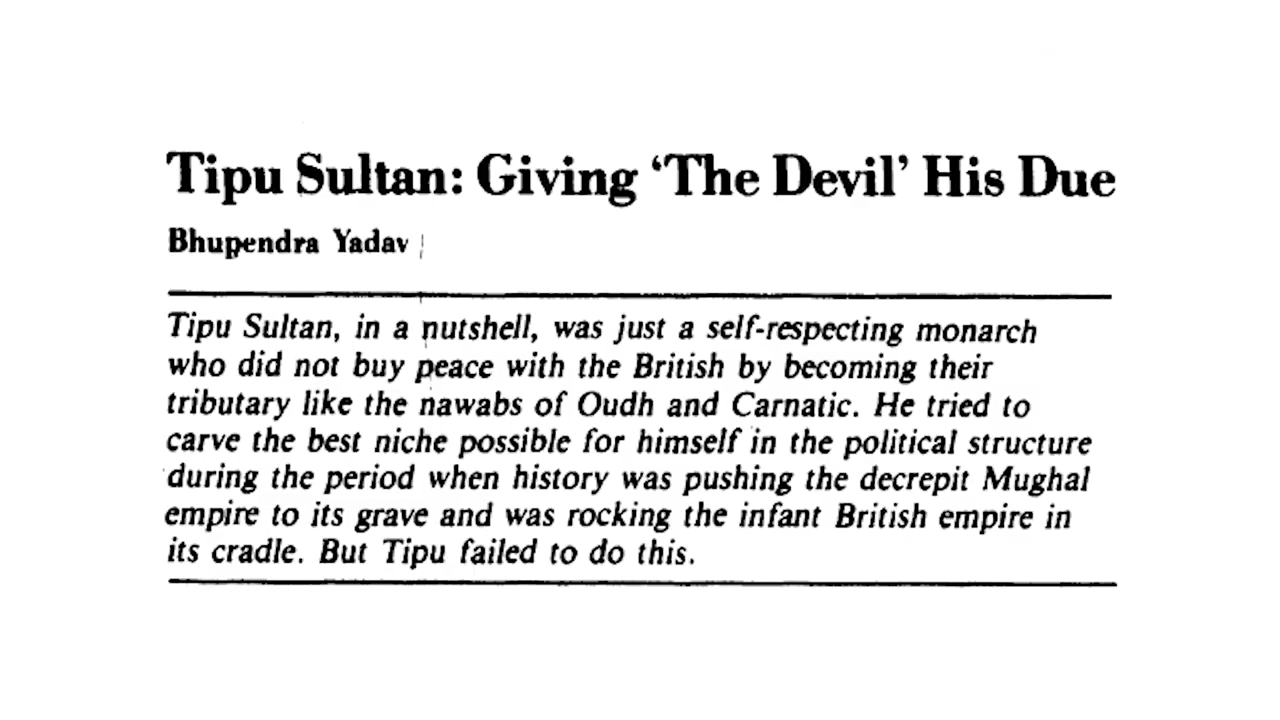 Tipu Sultan: Giving ‘The Devil’ His Due
Bhupendra Yadav
Tipu Sultan, in a nutshell, was just a self-respecting monarch
who did not buy peace with the British by becoming their
tributary like the nawabs of Oudh and Carnatic. He tried to
carve the best niche possible for himself in the political structure
during the period when history was pushing the decrepit Mughal
empire to its grave and was rocking the infant British empire in
its cradle. But Tipu failed to do this.